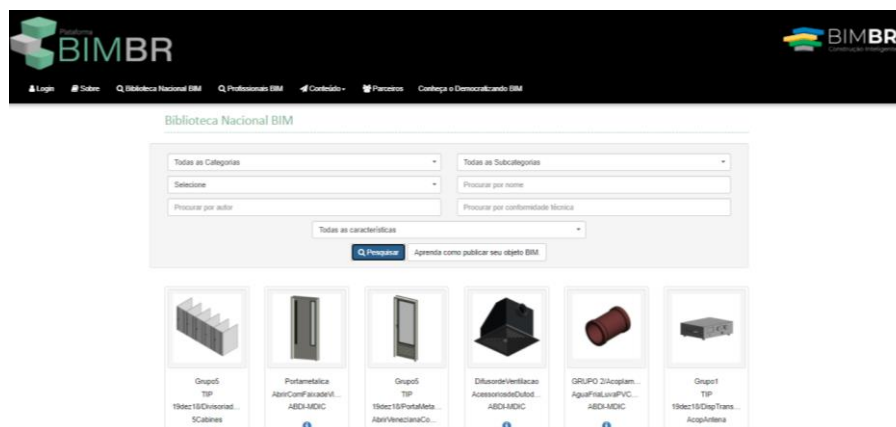 Plataforma
BIMBR
BIMBR
Construção Inteligente
Login Sobre Biblioteca Nacional BIM Profissionais BIM Conteúdo Parceiros Conheça o Democratizando BIM
Biblioteca Nacional BIM
Todas as Categorias Todas as Subcategorias
Selecione Procurar por nome
Procurar por autor Procurar por conformidade técnica
Todas as características
Pesquisar Aprenda como publicar seu objeto BIM
Grupo5 Portametalica Grupo5 DifusordeVentilacao GRUPO 2/Acoplam... Grupo1
TIP AbrirComFaixadeVi... TIP AcessoriosdeDutod... AguaFriaLuvaPVC... TIP
19dez18/Divisoriad... ABDI-MDIC 19dez18/PortaMeta... ABDI-MDIC ABDI-MDIC 19dez18/DispTrans...
5Cabines AbrirVenezianaCo... AcopAntena